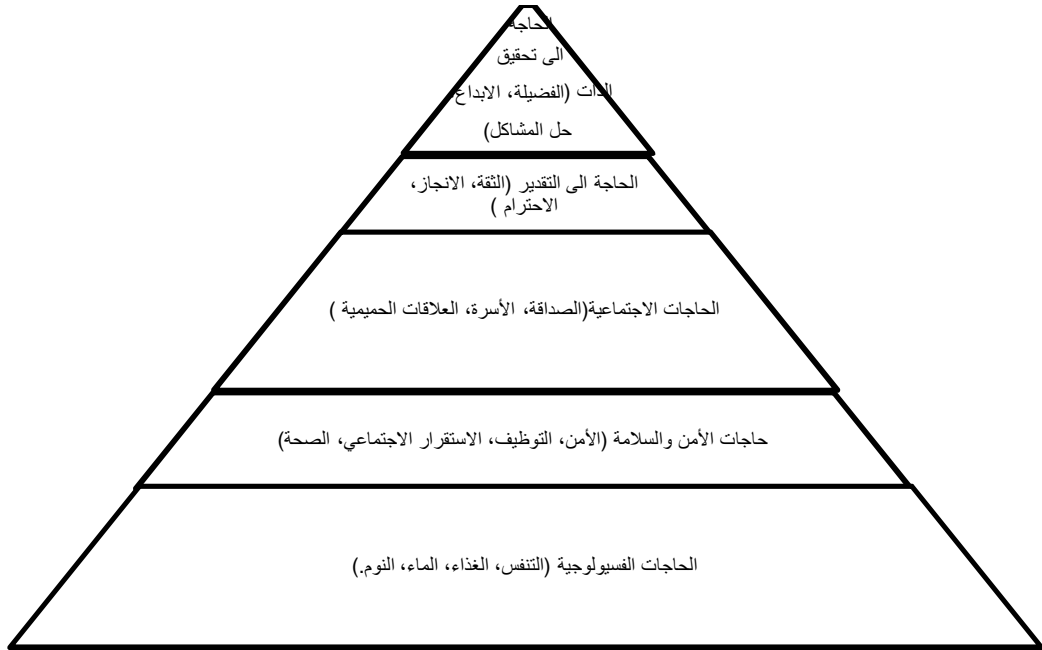 الحاجة
الى تحقيق
الذات (الفضيلة، الابداع،
حل المشاكل)
الحاجة الى التقدير (الثقة، الانجاز،
الاحترام )
الحاجات الاجتماعية(الصداقة، الأسرة، العلاقات الحميمية )
حاجات الأمن والسلامة (الأمن، التوظيف، الاستقرار الاجتماعي، الصحة)
الحاجات الفسيولوجية (التنفس، الغذاء، الماء، النوم.)